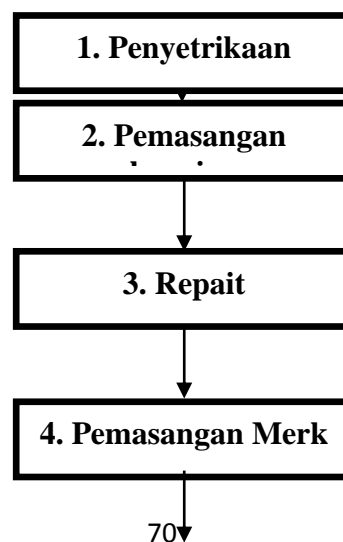 1. Penyetrikaan
2. Pemasangan
3. Repait
4. Pemasangan Merk
70